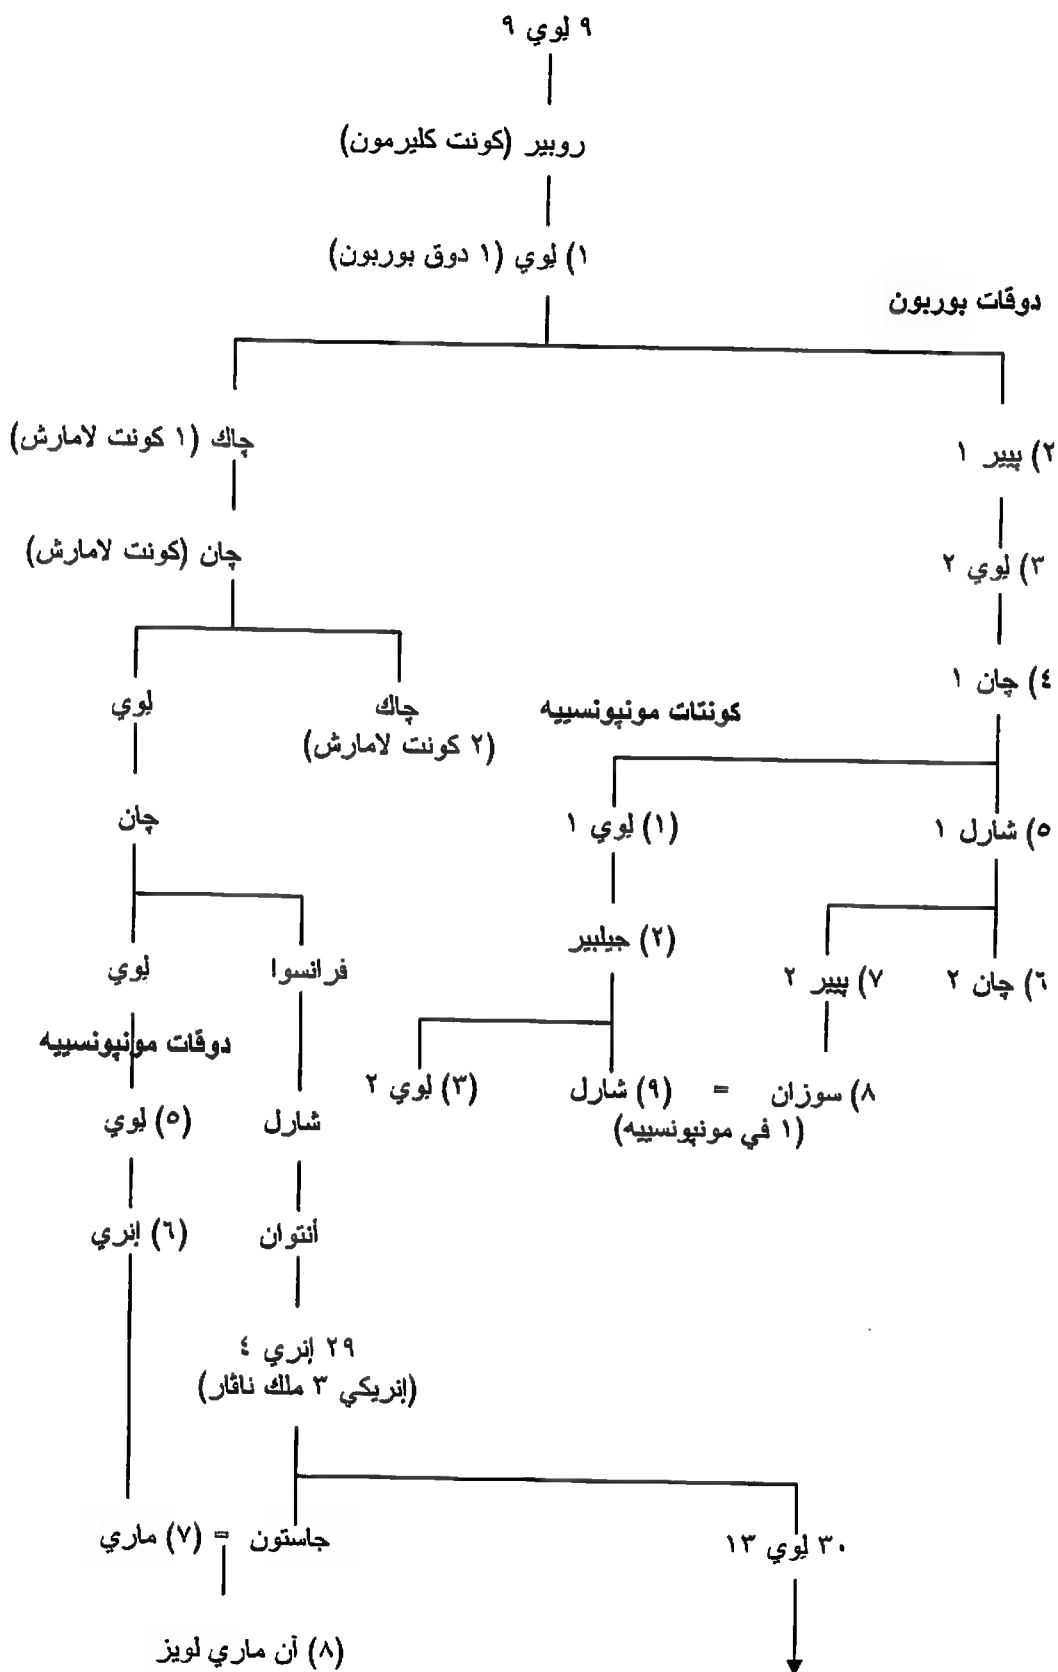 ٩ لوي ٩
روبير (كونت كليرمون)
١) لوي (١ دوق بوربون)
دوقات بوربون
چاك (١ كونت لامارش)
٢) پيير ١
چان (كونت لامارش)
٣) لوي ٢
٤) چان ١
لوي
چاك
(٢ كونت لامارش)
كونتات مونپونسييه
چان
(١) لوي ١
٥) شارل ١
(٢) جيلبير
لوي
فرانسوا
٧) پيير ٢
٦) چان ٢
دوقات مونپونسييه
(٣) لوي ٢
(٩) شارل = ٨) سوزان
(١ في مونپونسييه)
(٥) لوي
شارل
(٦) إنري
أنتوان
٢٩ إنري ٤
(إنريكي ٣ ملك ناڤار)
جاستون = (٧) ماري
٣٠ لوي ١٣
(٨) آن ماري لويز